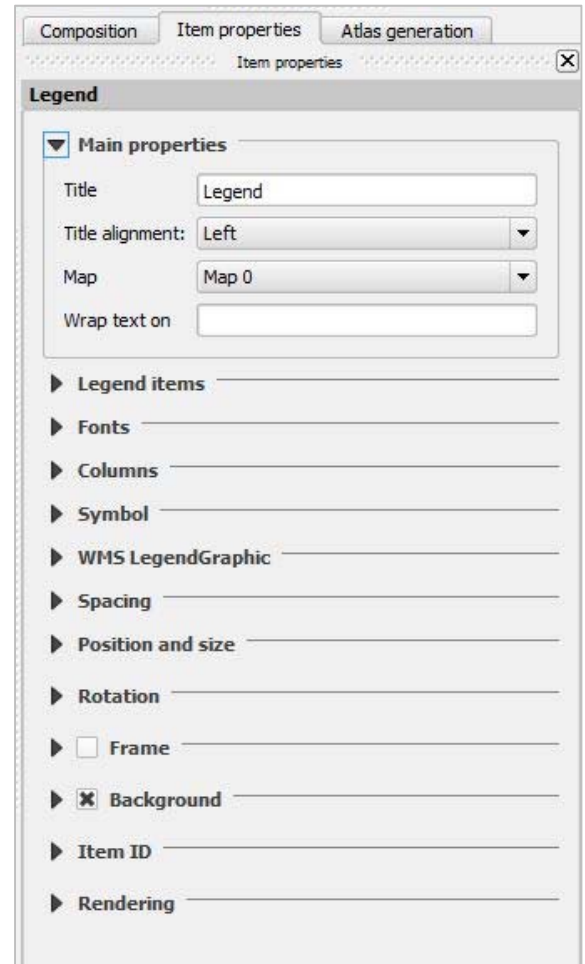 Composition Item properties Atlas generation
Item properties
Legend
Main properties
Title Legend
Title alignment: Left
Map Map 0
Wrap text on
Legend items
Fonts
Columns
Symbol
WMS LegendGraphic
Spacing
Position and size
Rotation
Frame
Background
Item ID
Rendering